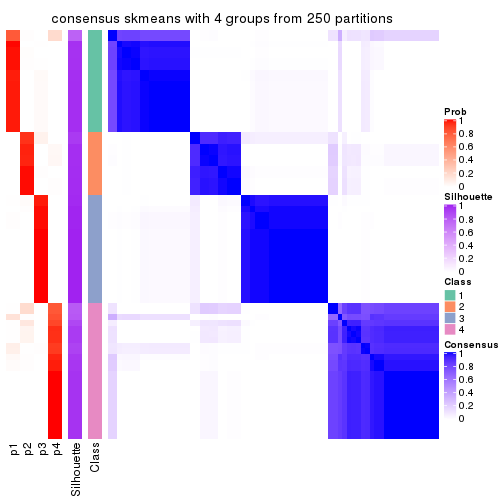 consensus skmeans with 4 groups from 250 partitions
Prob
1
0.8
0.6
0.4
0.2
0
Silhouette
1
0.8
0.6
0.4
0.2
0
Class
1
2
3
4
Consensus
1
0.8
0.6
0.4
0.2
0
p1
p2
p3
p4
Silhouette
Class